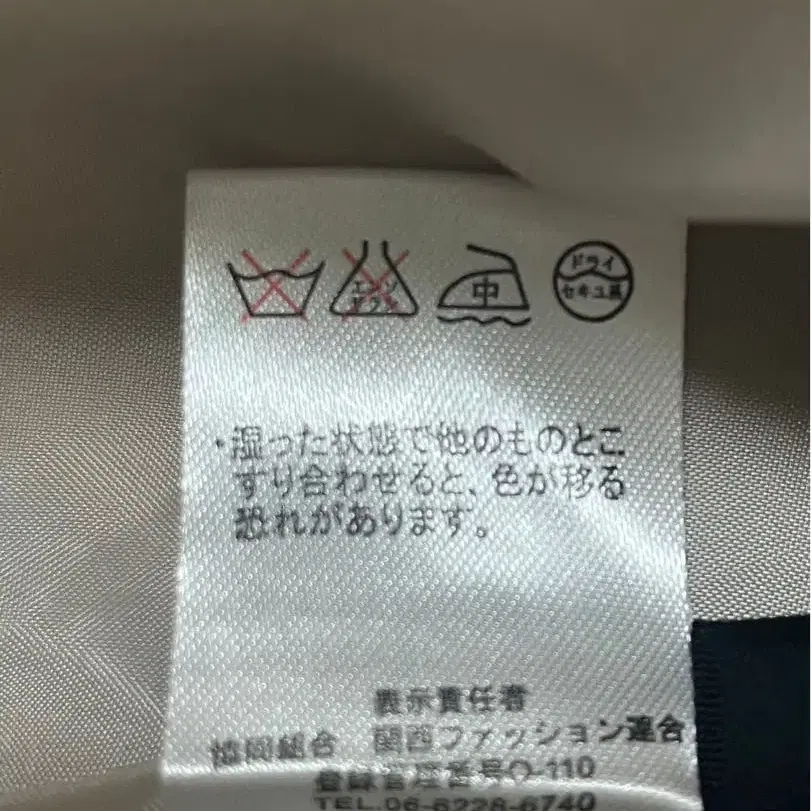 エンソ
サラシ
中
ドライ
セキユ系
・湿った状態で他のものとこ
すり合わせると、色が移る
恐れがあります。
表示責任者
協同組合 関西ファッション連合
登録管理番号O-110
TEL.06-6228-6740